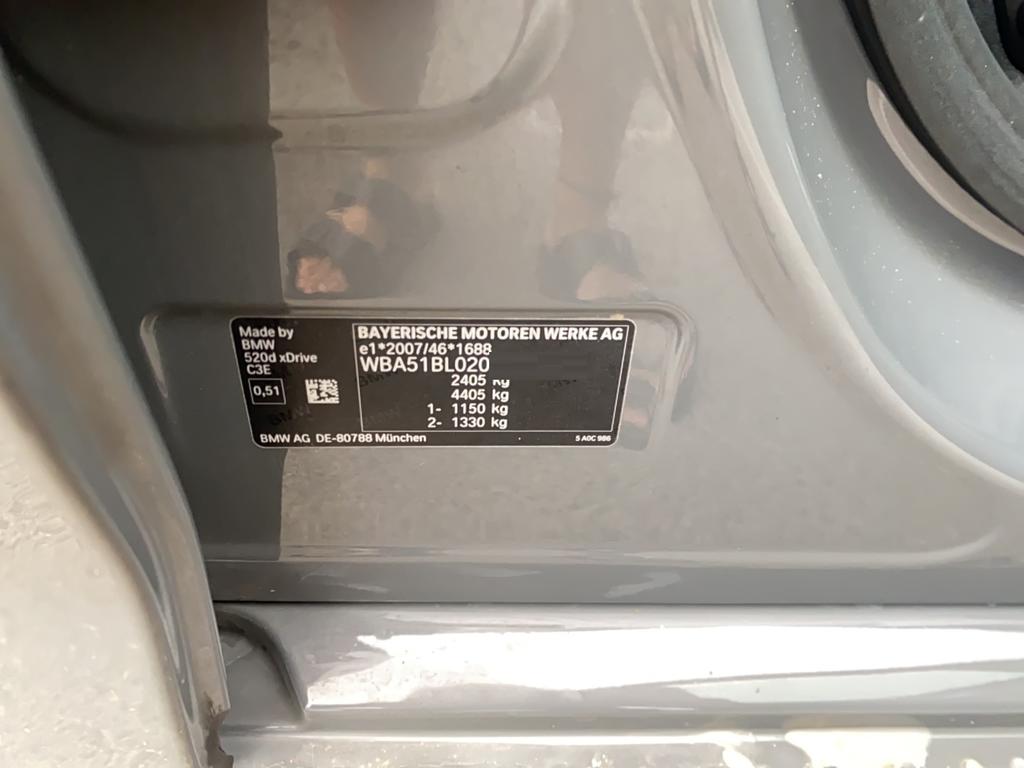 Made by
BMW
520d xDrive
C3E
0,51
BAYERISCHE MOTOREN WERKE AG
e1*2007/46*1688
WBA51BL020
2405 kg
4405 kg
1- 1150 kg
2- 1330 kg
BMW AG DE-80788 München
5 A0C 986